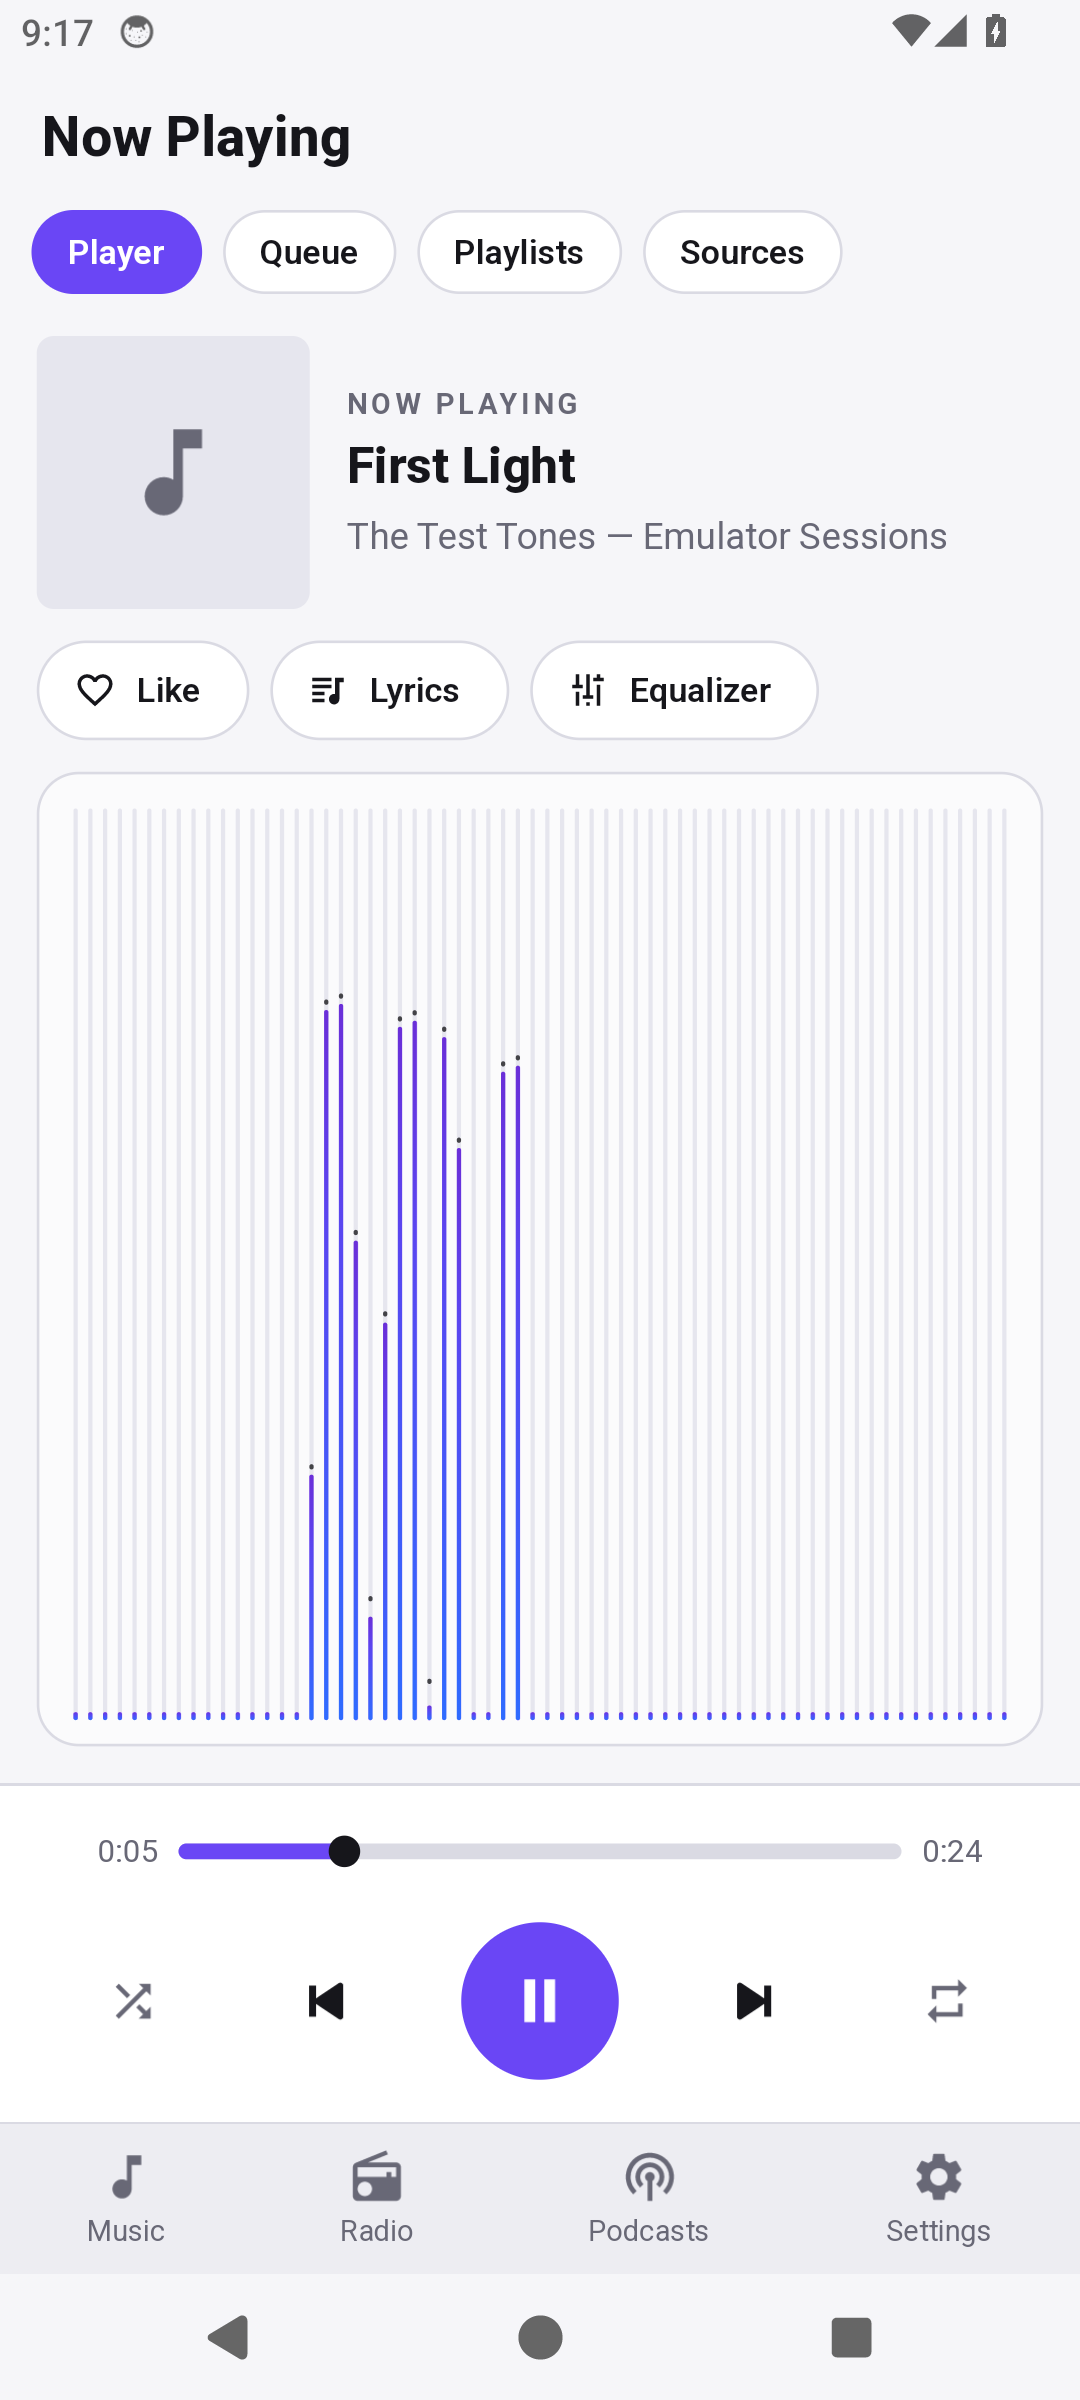 9:17
Now Playing
Player Queue Playlists Sources
NOW PLAYING
First Light
The Test Tones — Emulator Sessions
Like Lyrics Equalizer
0:05 0:24
Music Radio Podcasts Settings